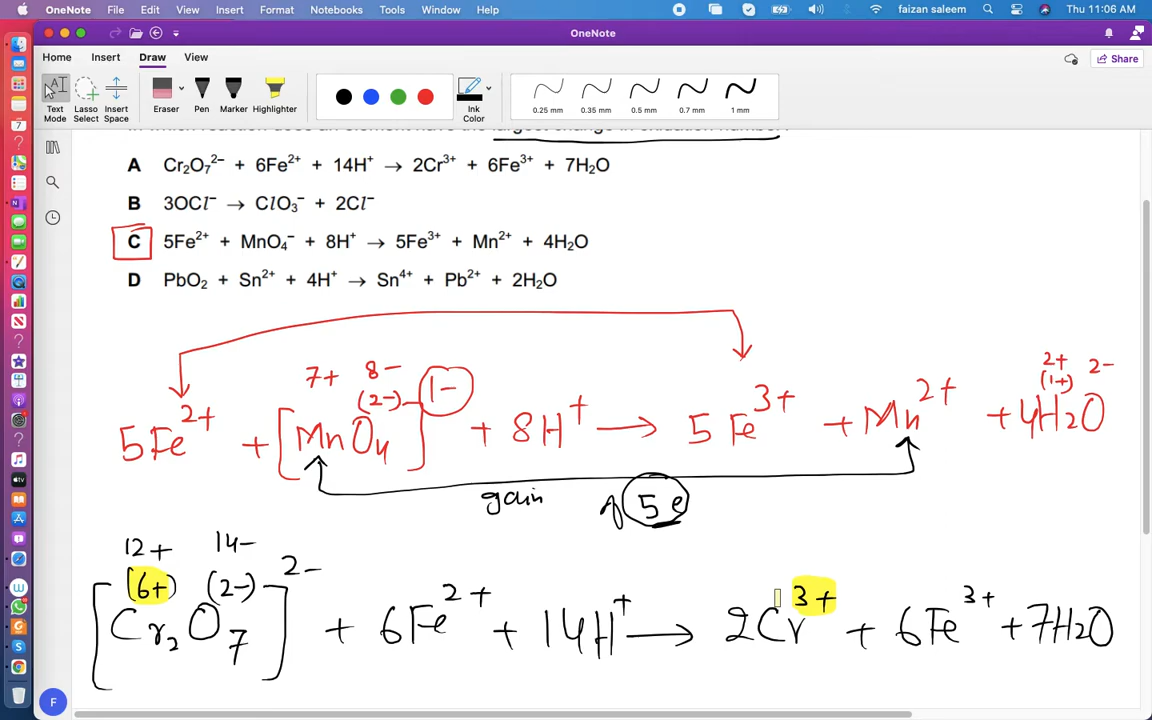 OneNote File Edit View Insert Format Notebooks Tools Window Help faizan saleem Thu 11:06 AM
OneNote
Home Insert Draw View Share
Text Mode Lasso Select Insert Space Eraser Pen Marker Highlighter Ink Color 0.25 mm 0.35 mm 0.5 mm 0.7 mm 1 mm
A Cr₂O₇²⁻ + 6Fe²⁺ + 14H⁺ → 2Cr³⁺ + 6Fe³⁺ + 7H₂O
B 3OCl⁻ → ClO₃⁻ + 2Cl⁻
C 5Fe²⁺ + MnO₄⁻ + 8H⁺ → 5Fe³⁺ + Mn²⁺ + 4H₂O
D PbO₂ + Sn²⁺ + 4H⁺ → Sn⁴⁺ + Pb²⁺ + 2H₂O
7+ 8- 2+ 2-
(2-) 1- (1+)
5Fe²⁺ + [MnO₄] + 8H⁺ → 5Fe³⁺ + Mn²⁺ + 4H₂O
gain of 5e
12+ 14-
(6+) (2-) 2- 3+
[Cr₂O₇] + 6Fe²⁺ + 14H⁺ → 2Cr + 6Fe³⁺ + 7H₂O
F